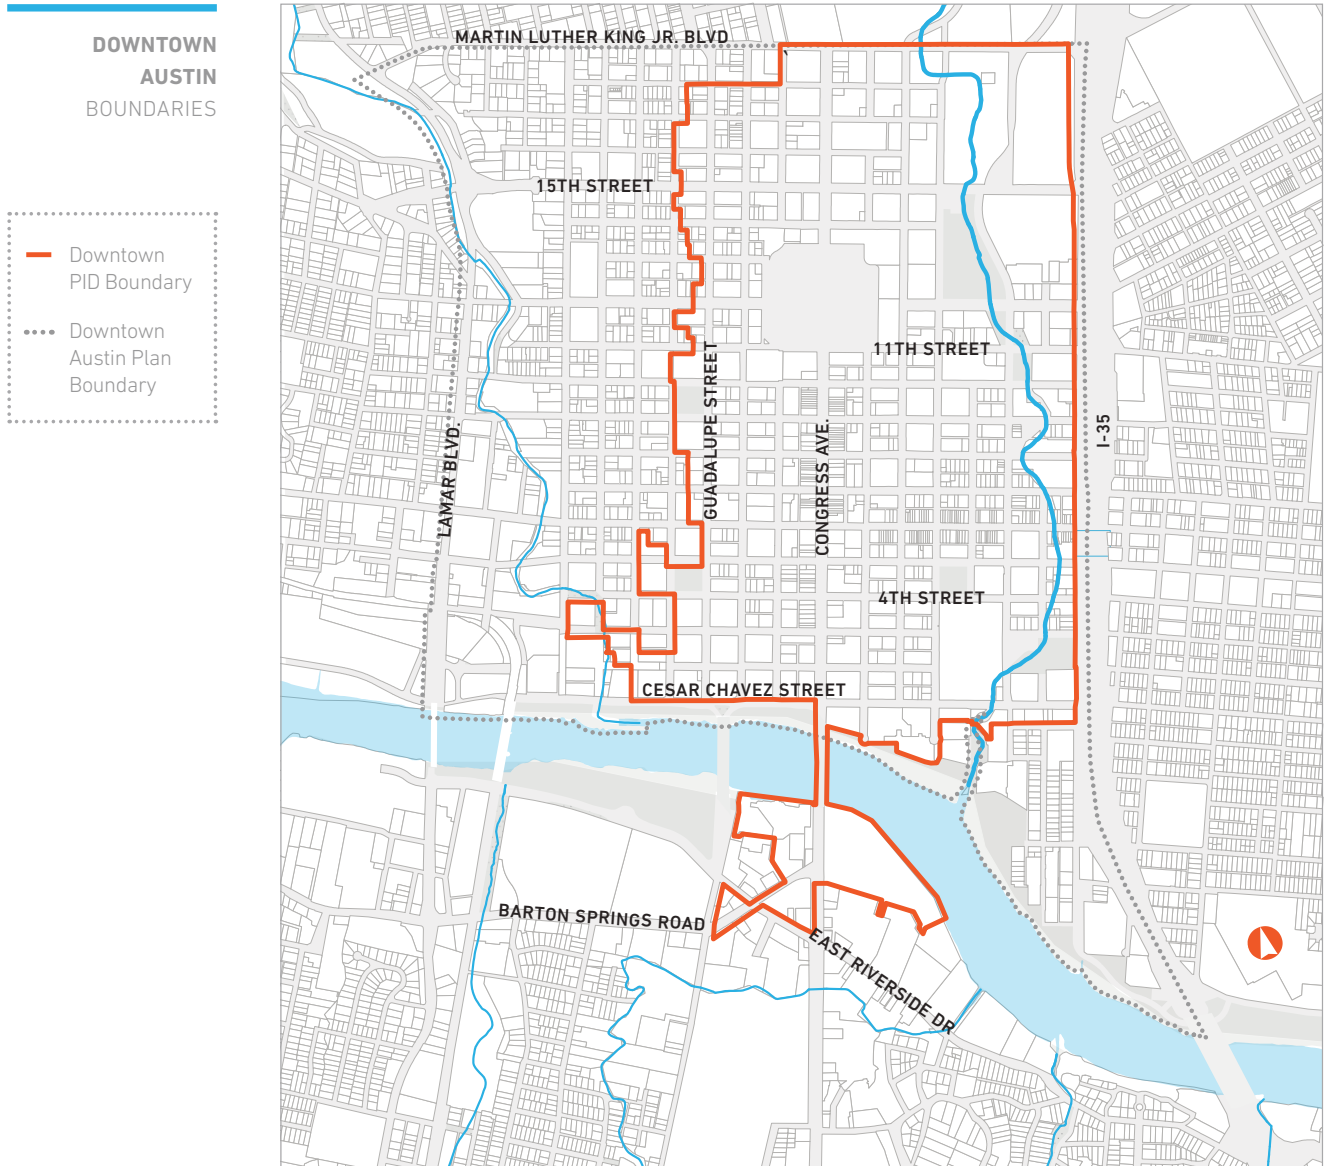 DOWNTOWN
AUSTIN
BOUNDARIES
Downtown
PID Boundary
Downtown
Austin Plan
Boundary
MARTIN LUTHER KING JR. BLVD
15TH STREET
11TH STREET
GUADALUPE STREET
CONGRESS AVE.
I-35
LAMAR BLVD.
4TH STREET
CESAR CHAVEZ STREET
BARTON SPRINGS ROAD
EAST RIVERSIDE DR